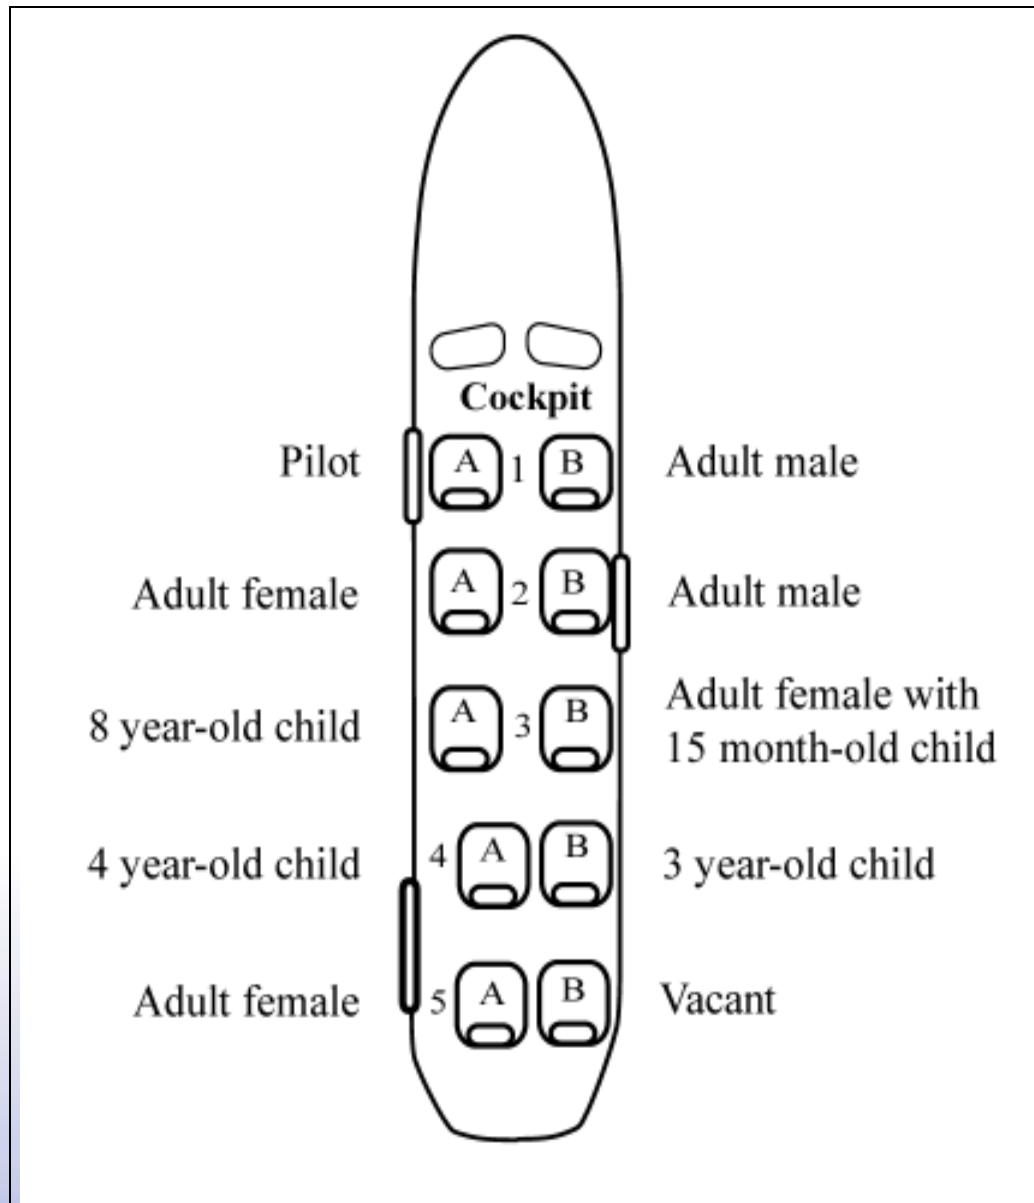 Cockpit
Pilot A 1 B Adult male
Adult female A 2 B Adult male
8 year-old child A 3 B Adult female with
15 month-old child
4 year-old child 4 A B 3 year-old child
Adult female 5 A B Vacant